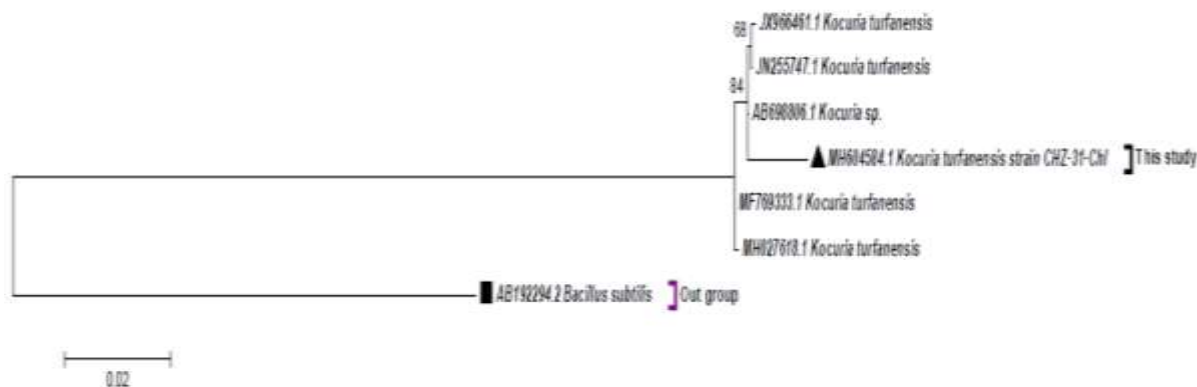 68
JX966461.1 Kocuria turfanensis
JN255747.1 Kocuria turfanensis
84
AB698806.1 Kocuria sp.
MH684584.1 Kocuria turfanensis strain CHZ-31-Chl This study
MF769333.1 Kocuria turfanensis
MH027618.1 Kocuria turfanensis
AB192294.2 Bacillus subtilis Out group
0.02